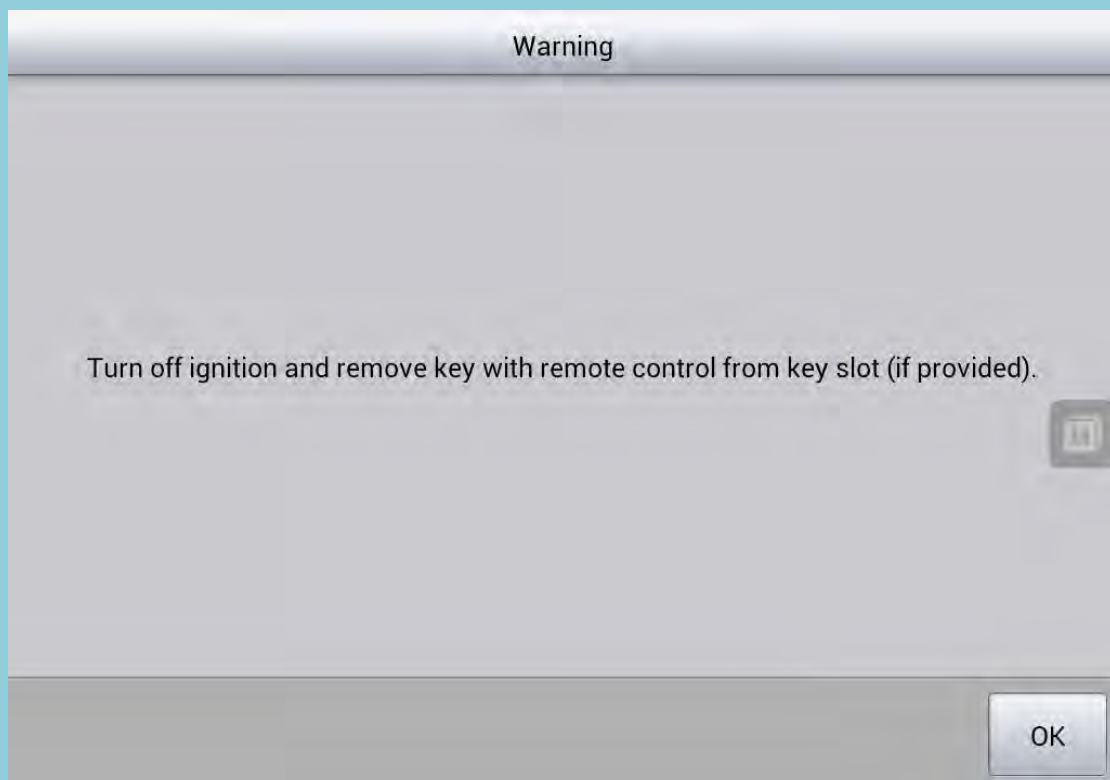 Warning
Turn off ignition and remove key with remote control from key slot (if provided).
OK